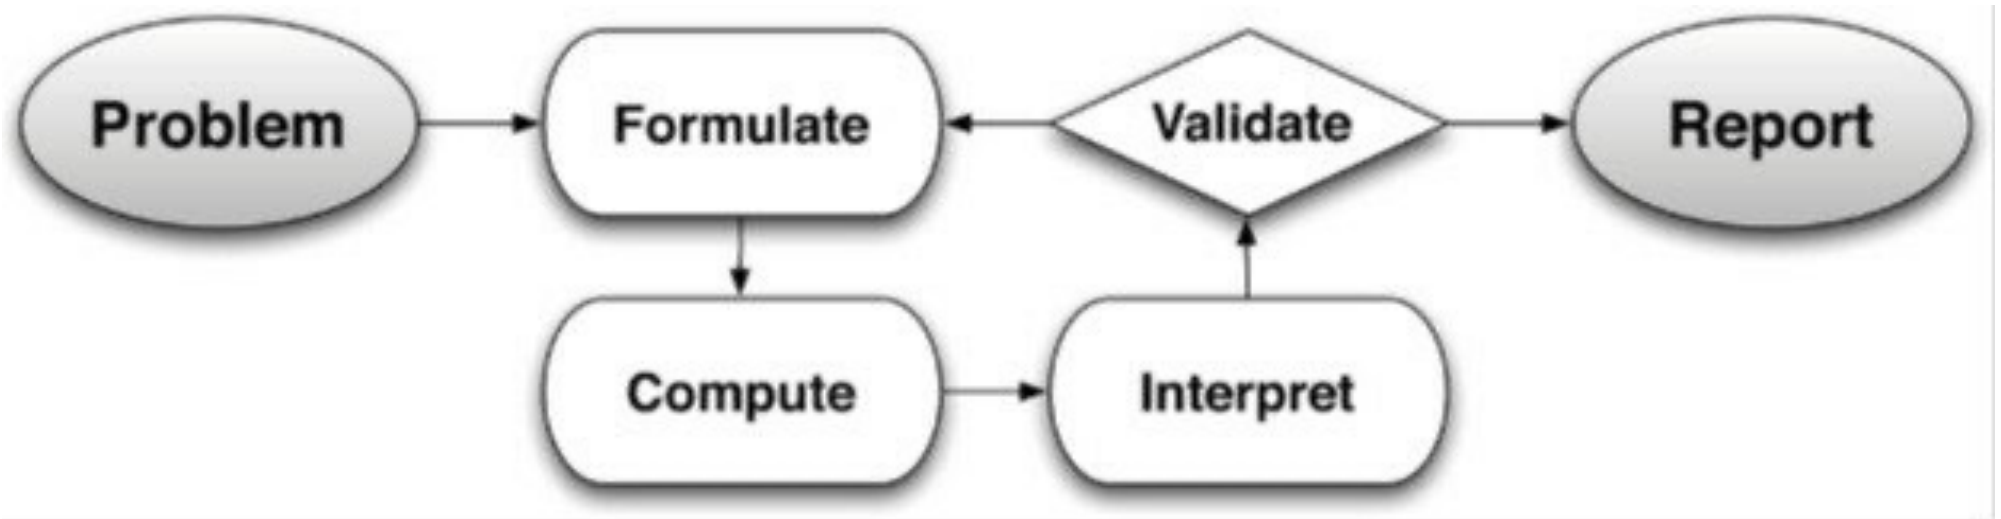 Problem
Formulate
Validate
Report
Compute
Interpret